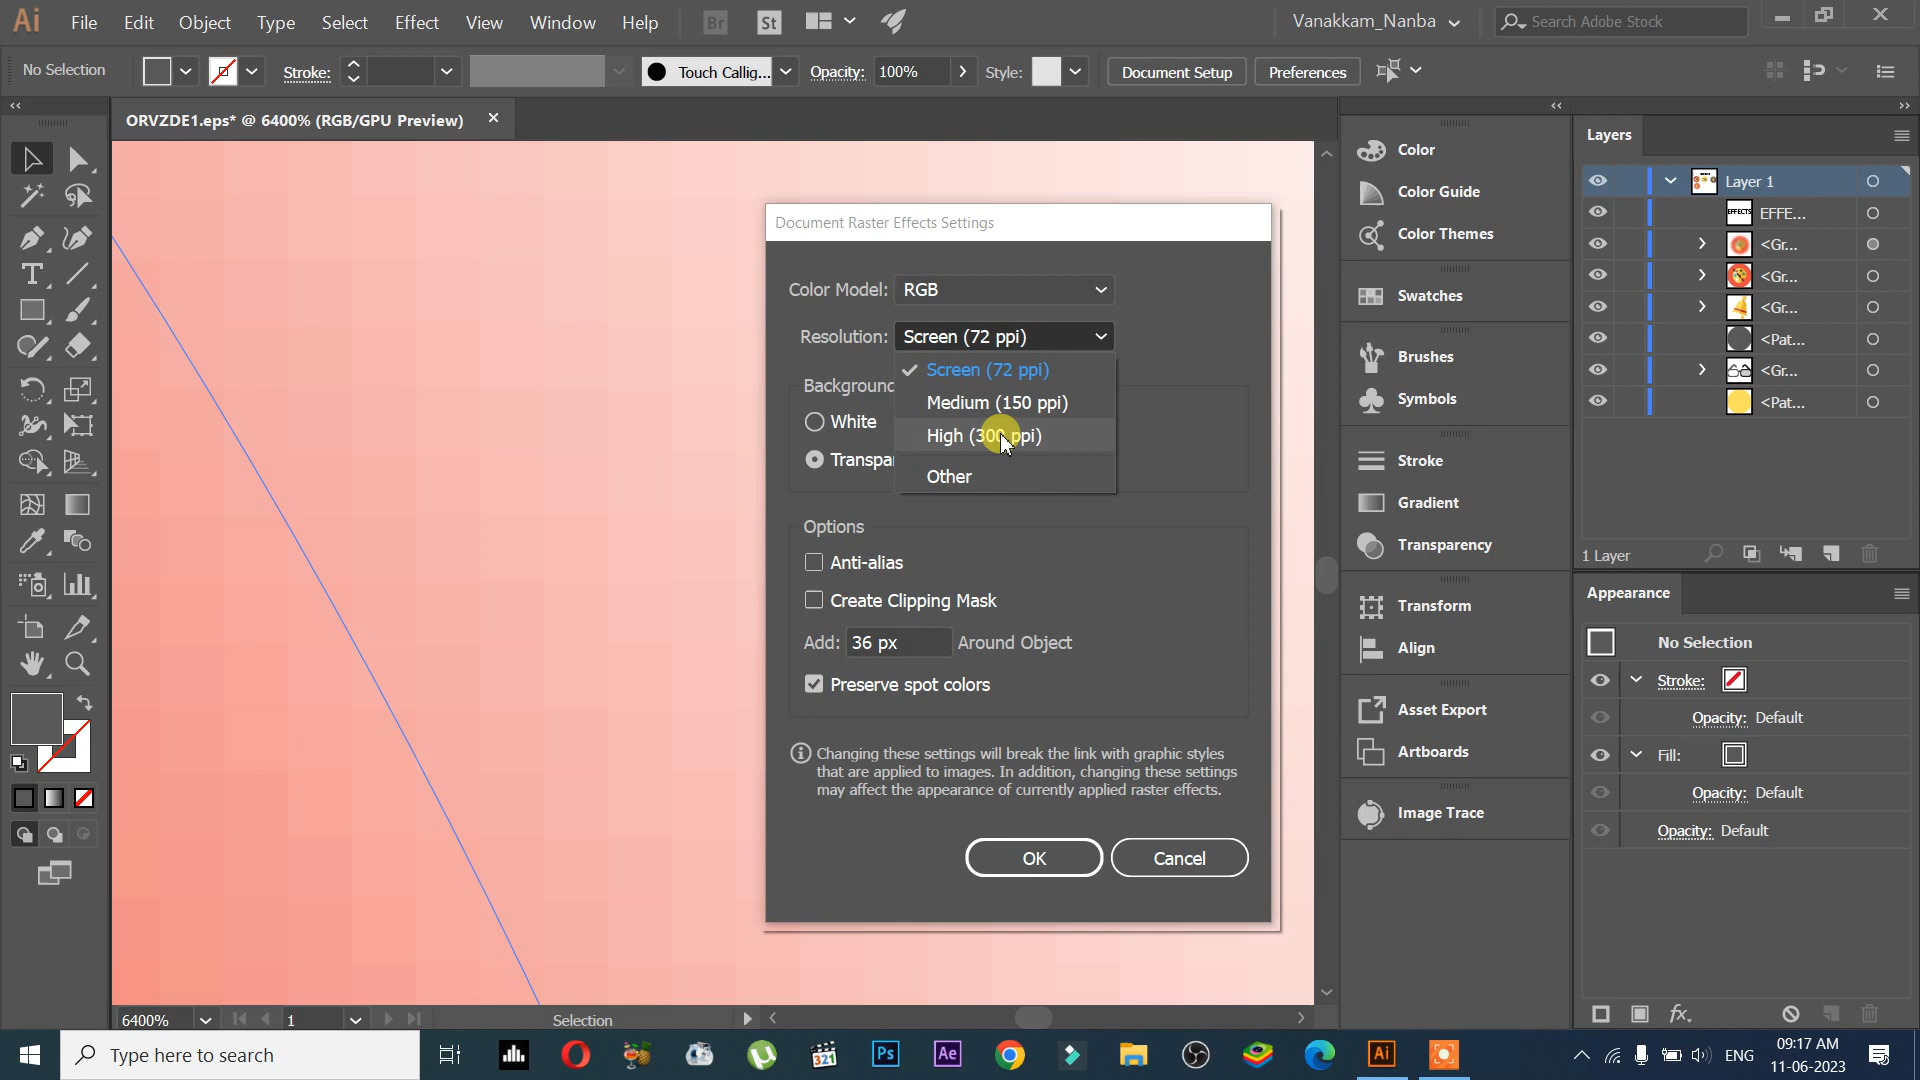 Ai File Edit Object Type Select Effect View Window Help Br St Vanakkam_Nanba Search Adobe Stock
No Selection Stroke: Touch Callig... Opacity: 100% Style: Document Setup Preferences
ORVZDE1.eps* @ 6400% (RGB/GPU Preview)
Document Raster Effects Settings
Color Model: RGB
Resolution: Screen (72 ppi)
Screen (72 ppi)
Background
Medium (150 ppi)
White
High (300 ppi)
Transpar
Other
Options
Anti-alias
Create Clipping Mask
Add: 36 px Around Object
Preserve spot colors
Changing these settings will break the link with graphic styles
that are applied to images. In addition, changing these settings
may affect the appearance of currently applied raster effects.
OK Cancel
Color
Color Guide
Color Themes
Swatches
Brushes
Symbols
Stroke
Gradient
Transparency
Transform
Align
Asset Export
Artboards
Image Trace
Layers
Layer 1
EFFECTS EFFE...
<Gr...
<Gr...
<Gr...
<Pat...
<Gr...
<Pat...
1 Layer
Appearance
No Selection
Stroke:
Opacity: Default
Fill:
Opacity: Default
Opacity: Default
fx
6400% 1 Selection
Type here to search
321 Ps Ae Ai ENG 09:17 AM
11-06-2023